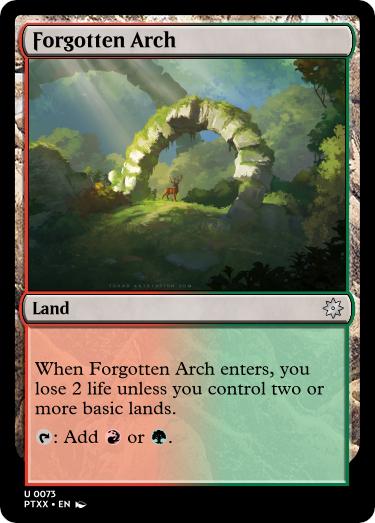 Forgotten Arch
Land
When Forgotten Arch enters, you
lose 2 life unless you control two or
more basic lands.
: Add or .
U 0073
PTXX • EN